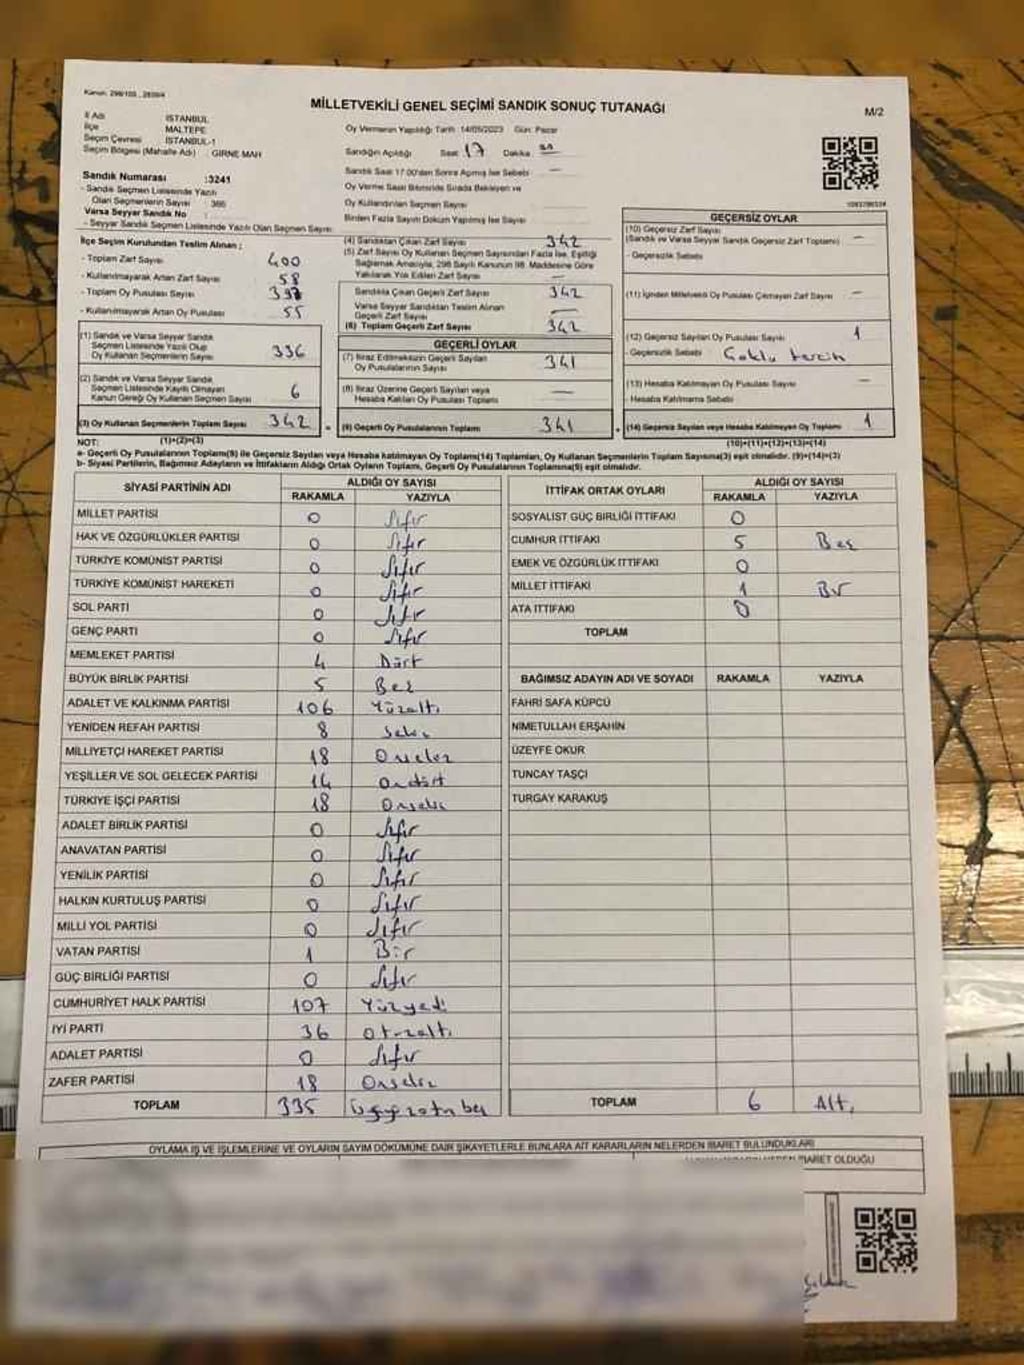 Kanun: 298/105, 2839/4
MİLLETVEKİLİ GENEL SEÇİMİ SANDIK SONUÇ TUTANAĞI
M/2
İl Adı : İSTANBUL
İlçe : MALTEPE
Seçim Çevresi : İSTANBUL-1
Seçim Bölgesi (Mahalle Adı) : GİRNE MAH
Oy Vermenin Yapıldığı Tarih :14/05/2023 Gün: Pazar
Sandığın Açıldığı Saat 17 Dakika
Sandık Saat 17.00'den Sonra Açılmış İse Sebebi : —
Oy Verme Saati Bitiminde Sırada Bekleyen ve
Oy Kullandırılan Seçmen Sayısı
Birden Fazla Sayım Döküm Yapılmış İse Sayısı
Sandık Numarası :3241
- Sandık Seçmen Listesinde Yazılı
Olan Seçmenlerin Sayısı : 386
Varsa Seyyar Sandık No :
- Seyyar Sandık Seçmen Listesinde Yazılı Olan Seçmen Sayısı:
İlçe Seçim Kurulundan Teslim Alınan ;
- Toplam Zarf Sayısı 400
- Kullanılmayarak Artan Zarf Sayısı 58
- Toplam Oy Pusulası Sayısı
- Kullanılmayarak Artan Oy Pusulası 55
(1) Sandık ve Varsa Seyyar Sandık Seçmen Listesinde Yazılı Olup Oy Kullanan Seçmenlerin Sayısı 336
(2) Sandık ve Varsa Seyyar Sandık Seçmen Listesinde Kayıtlı Olmayan Kanun Gereği Oy Kullanan Seçmen Sayısı 6
(3) Oy Kullanan Seçmenlerin Toplam Sayısı 342
(4) Sandıktan Çıkan Zarf Sayısı 342
(5) Zarf Sayısı Oy Kullanan Seçmen Sayısından Fazla İse, Eşitliği
Sağlamak Amacıyla, 298 Sayılı Kanunun 98. Maddesine Göre
Yakılarak Yok Edilen Zarf Sayısı —
Sandıkta Çıkan Geçerli Zarf Sayısı 342
Varsa Seyyar Sandıktan Teslim Alınan
Geçerli Zarf Sayısı —
(6) Toplam Geçerli Zarf Sayısı 342
GEÇERLİ OYLAR
(7) İtiraz Edilmeksizin Geçerli Sayılan
Oy Pusulalarının Sayısı 341
(8) İtiraz Üzerine Geçerli Sayılan veya
Hesaba Katılan Oy Pusulası Toplamı —
(9) Geçerli Oy Pusulalarının Toplamı 341
GEÇERSİZ OYLAR
(10) Geçersiz Zarf Sayısı
(Sandık ve Varsa Seyyar Sandık Geçersiz Zarf Toplamı) —
- Geçersizlik Sebebi
(11) İçinden Milletvekili Oy Pusulası Çıkmayan Zarf Sayısı —
(12) Geçersiz Sayılan Oy Pusulası Sayısı 1
- Geçersizlik Sebebi Çoklu tercih
(13) Hesaba Katılmayan Oy Pusulası Sayısı —
- Hesaba Katılmama Sebebi
(14) Geçersiz Sayılan veya Hesaba Katılmayan Oy Toplamı 1
NOT: (1)+(2)=(3)
(10)+(11)+(12)+(13)=(14)
a- Geçerli Oy Pusulalarının Toplamı(9) ile Geçersiz Sayılan veya Hesaba katılmayan Oy Toplamı(14) Toplamları, Oy Kullanan Seçmenlerin Toplam Sayısına(3) eşit olmalıdır. (9)+(14)=(3)
b- Siyasi Partilerin, Bağımsız Adayların ve İttifakların Aldığı Ortak Oyların Toplamı, Geçerli Oy Pusulalarının Toplamına(9) eşit olmalıdır.
SİYASİ PARTİNİN ADI ALDIĞI OY SAYISI
RAKAMLA YAZIYLA
MİLLET PARTİSİ 0 Sıfır
HAK VE ÖZGÜRLÜKLER PARTİSİ 0 Sıfır
TÜRKİYE KOMÜNİST PARTİSİ 0 Sıfır
TÜRKİYE KOMÜNİST HAREKETİ 0 Sıfır
SOL PARTİ 0 Sıfır
GENÇ PARTİ 0 Sıfır
MEMLEKET PARTİSİ 4 Dört
BÜYÜK BİRLİK PARTİSİ 5 Beş
ADALET VE KALKINMA PARTİSİ 106 Yüzaltı
YENİDEN REFAH PARTİSİ 8 Sekiz
MİLLİYETÇİ HAREKET PARTİSİ 18 Onsekiz
YEŞİLLER VE SOL GELECEK PARTİSİ 14 Ondört
TÜRKİYE İŞÇİ PARTİSİ 18 Onsekiz
ADALET BİRLİK PARTİSİ 0 Sıfır
ANAVATAN PARTİSİ 0 Sıfır
YENİLİK PARTİSİ 0 Sıfır
HALKIN KURTULUŞ PARTİSİ 0 Sıfır
MİLLİ YOL PARTİSİ 0 Sıfır
VATAN PARTİSİ 1 Bir
GÜÇ BİRLİĞİ PARTİSİ 0 Sıfır
CUMHURİYET HALK PARTİSİ 107 Yüzyedi
İYİ PARTİ 36 Otuzaltı
ADALET PARTİSİ 0 Sıfır
ZAFER PARTİSİ 18 Onsekiz
TOPLAM 335 Üçyüzotuzbeş
İTTİFAK ORTAK OYLARI ALDIĞI OY SAYISI
RAKAMLA YAZIYLA
SOSYALİST GÜÇ BİRLİĞİ İTTİFAKI 0
CUMHUR İTTİFAKI 5 Beş
EMEK VE ÖZGÜRLÜK İTTİFAKI 0
MİLLET İTTİFAKI 1 Bir
ATA İTTİFAKI 0
TOPLAM
BAĞIMSIZ ADAYIN ADI VE SOYADI RAKAMLA YAZIYLA
FAHRİ SAFA KÜPCÜ
NİMETULLAH ERŞAHİN
ÜZEYFE OKUR
TUNCAY TAŞÇI
TURGAY KARAKUŞ
TOPLAM 6 Altı
OYLAMA İŞ VE İŞLEMLERİNE VE OYLARIN SAYIM DÖKÜMÜNE DAİR ŞİKAYETLERLE BUNLARA AİT KARARLARIN NELERDEN İBARET BULUNDUKLARI
İBARET OLDUĞU